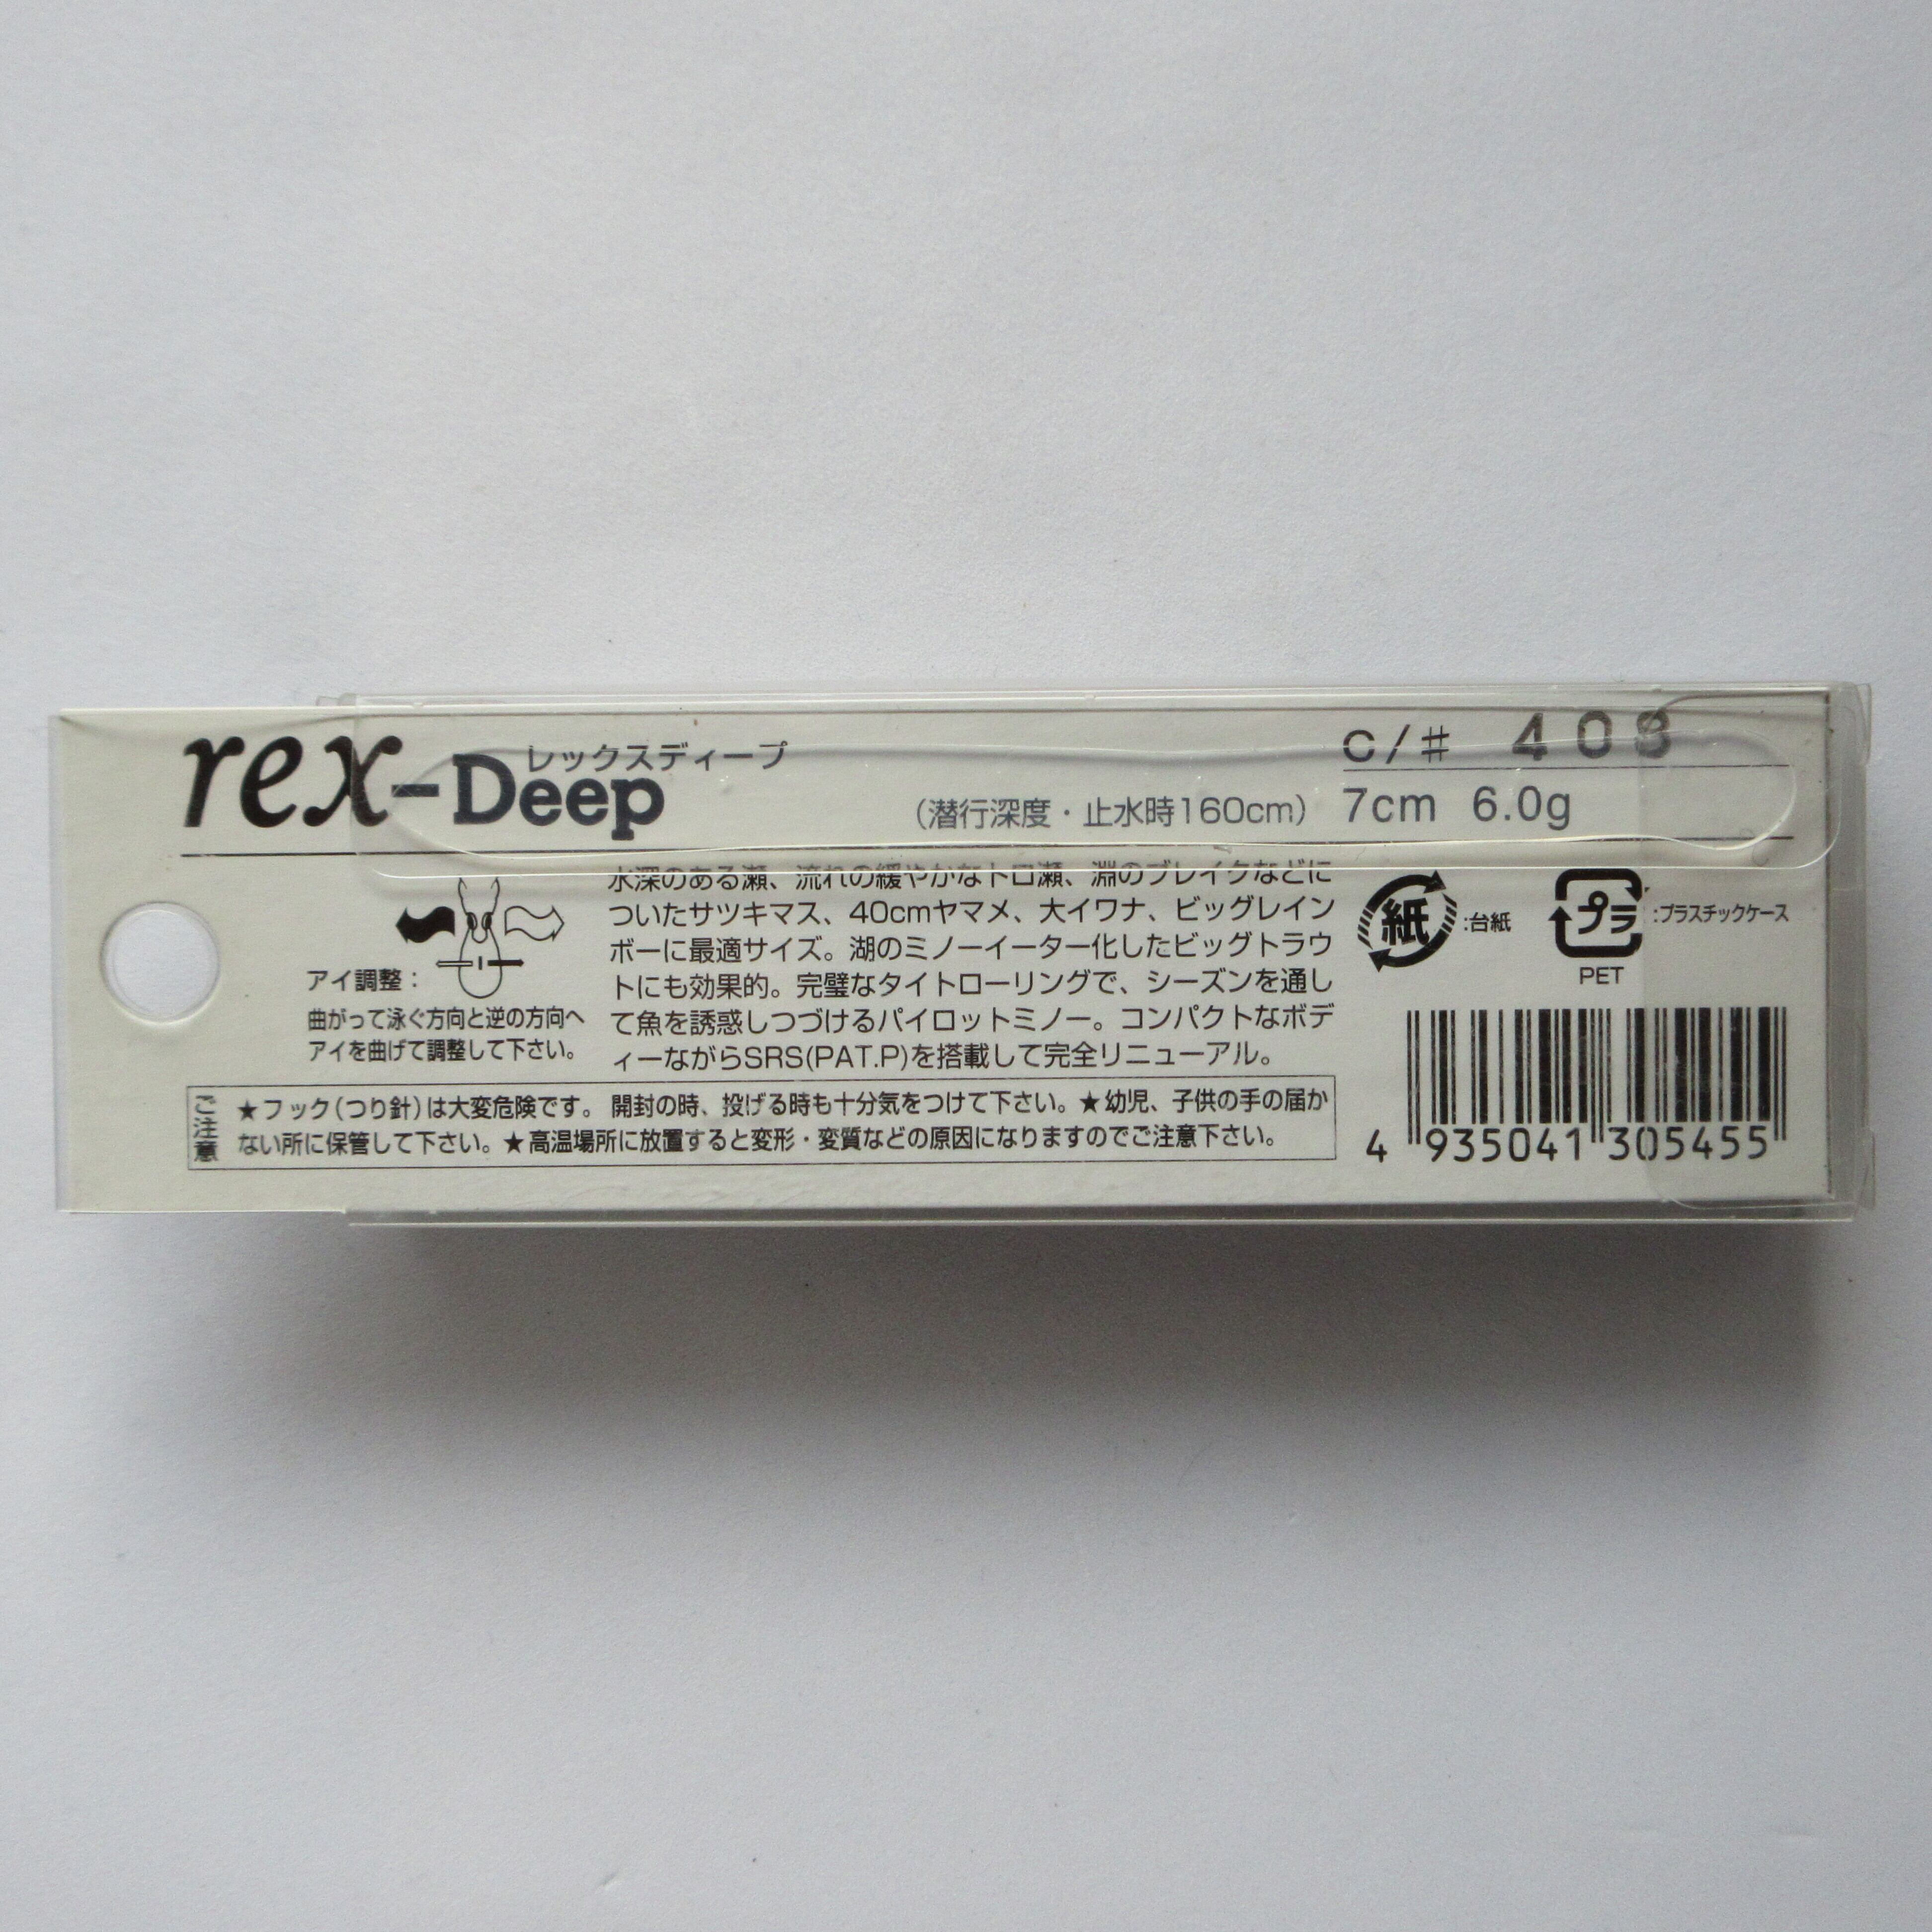 rex-Deep
レックスディープ
(潜行深度・止水時160cm)
C/# 408
7cm 6.0g
アイ調整:
曲がって泳ぐ方向と逆の方向へ
アイを曲げて調整して下さい。
水深のある瀬、流れの緩やかなトロ瀬、淵のブレイクなどに
ついたサツキマス、40cmヤマメ、大イワナ、ビッグレイン
ボーに最適サイズ。湖のミノーイーター化したビッグトラウ
トにも効果的。完璧なタイトローリングで、シーズンを通し
て魚を誘惑しつづけるパイロットミノー。コンパクトなボデ
ィーながらSRS(PAT.P)を搭載して完全リニューアル。
ご注意
★フック(つり針)は大変危険です。開封の時、投げる時も十分気をつけて下さい。★幼児、子供の手の届か
ない所に保管して下さい。★高温場所に放置すると変形・変質などの原因になりますのでご注意下さい。
紙:台紙
プラ:プラスチックケース
PET
4 935041 305455